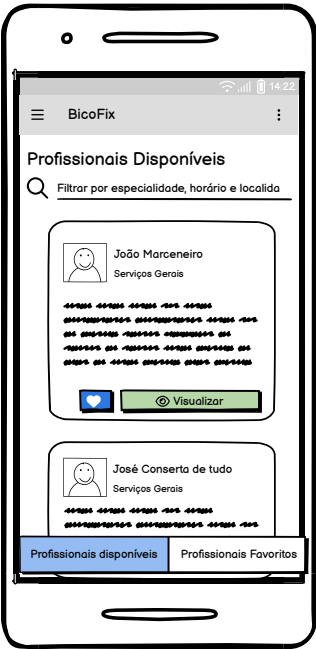 14:22
BicoFix
Profissionais Disponíveis
Filtrar por especialidade, horário e localida
João Marceneiro
Serviços Gerais
Visualizar
José Conserta de tudo
Serviços Gerais
Profissionais disponíveis
Profissionais Favoritos